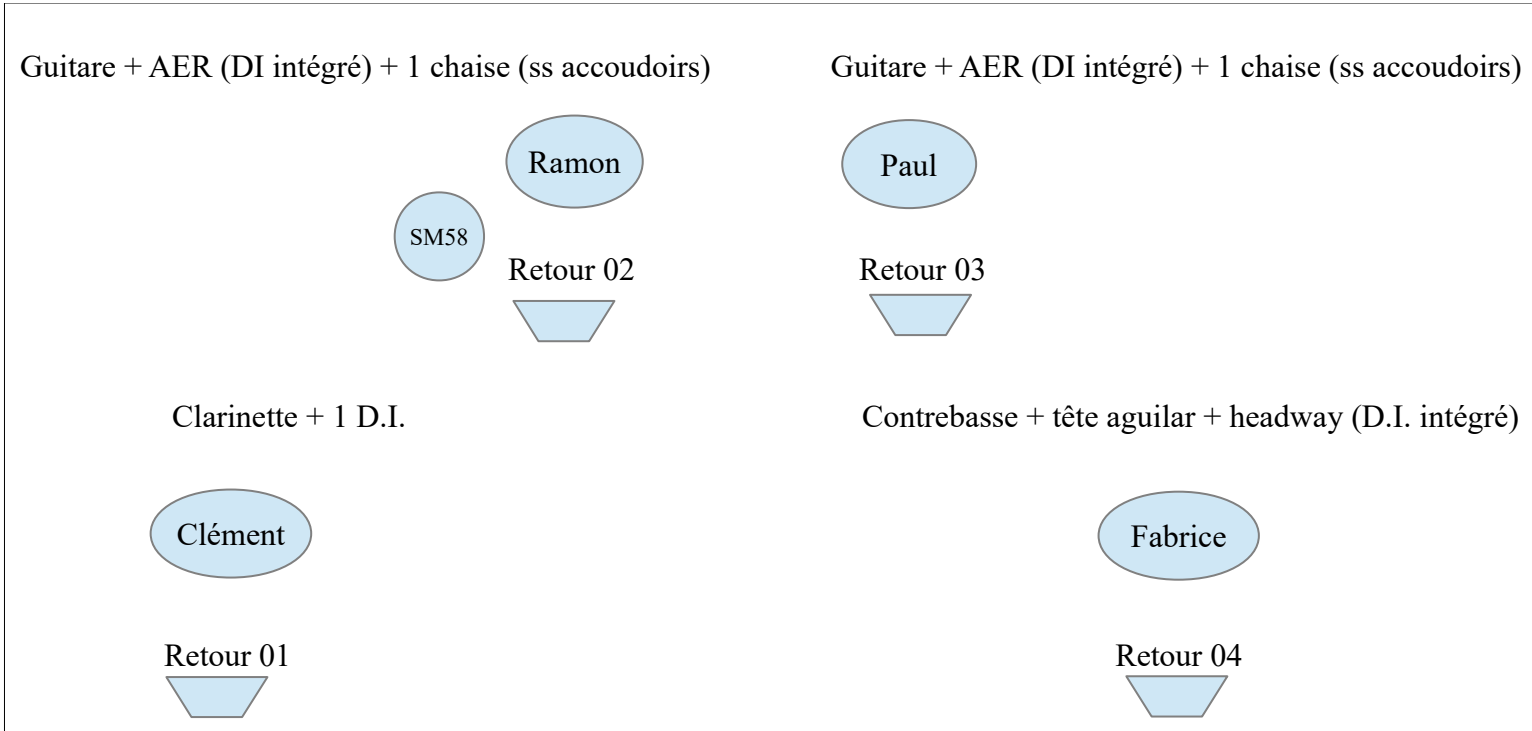 Guitare + AER (DI intégré) + 1 chaise (ss accoudoirs)
Guitare + AER (DI intégré) + 1 chaise (ss accoudoirs)
Ramon
Paul
SM58
Retour 02
Retour 03
Clarinette + 1 D.I.
Contrebasse + tête aguilar + headway (D.I. intégré)
Clément
Fabrice
Retour 01
Retour 04